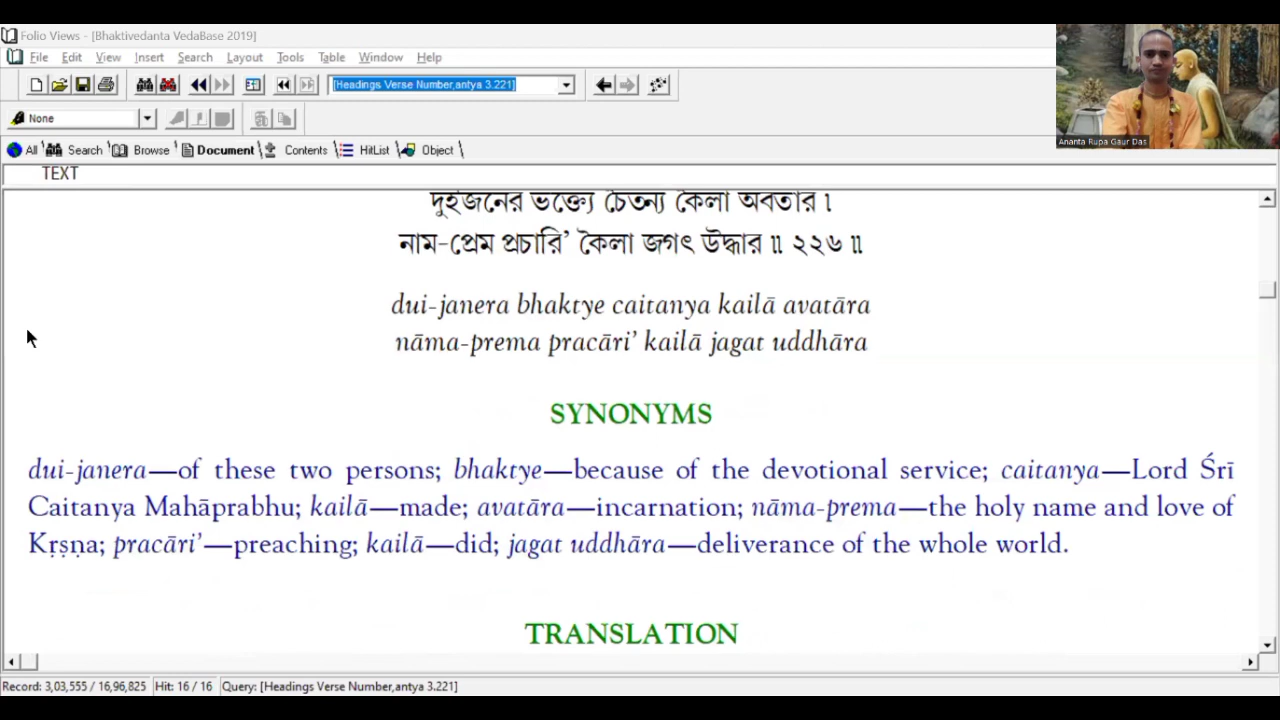 Folio Views - [Bhaktivedanta VedaBase 2019]
File Edit View Insert Search Layout Tools Table Window Help
[Headings Verse Number,antya 3.221]
None
All Search Browse Document Contents HitList Object
TEXT
দুইজনের ভক্ত্যে চৈতন্য কৈলা অবতার ৷
নাম-প্রেম প্রচারি’ কৈলা জগৎ উদ্ধার ॥ ২২৬ ॥
dui-janera bhaktye caitanya kailā avatāra
nāma-prema pracāri’ kailā jagat uddhāra
SYNONYMS
dui-janera—of these two persons; bhaktye—because of the devotional service; caitanya—Lord Śrī
Caitanya Mahāprabhu; kailā—made; avatāra—incarnation; nāma-prema—the holy name and love of
Kṛṣṇa; pracāri’—preaching; kailā—did; jagat uddhāra—deliverance of the whole world.
TRANSLATION
Record: 3,03,555 / 16,96,825 Hit: 16 / 16 Query: [Headings Verse Number,antya 3.221]
Ananta Rupa Gaur Das